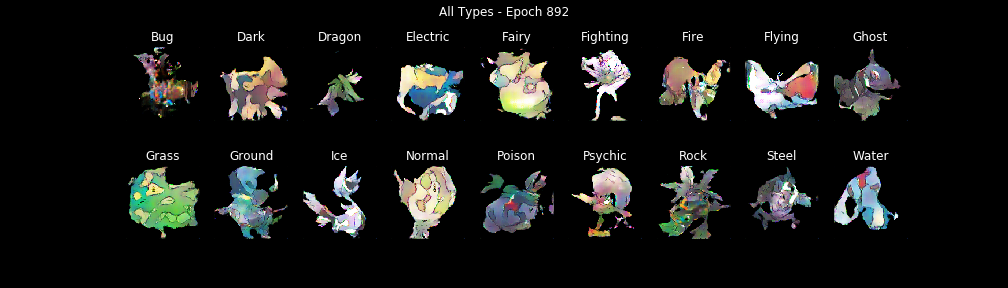 All Types - Epoch 892
Bug Dark Dragon Electric Fairy Fighting Fire Flying Ghost
Grass Ground Ice Normal Poison Psychic Rock Steel Water